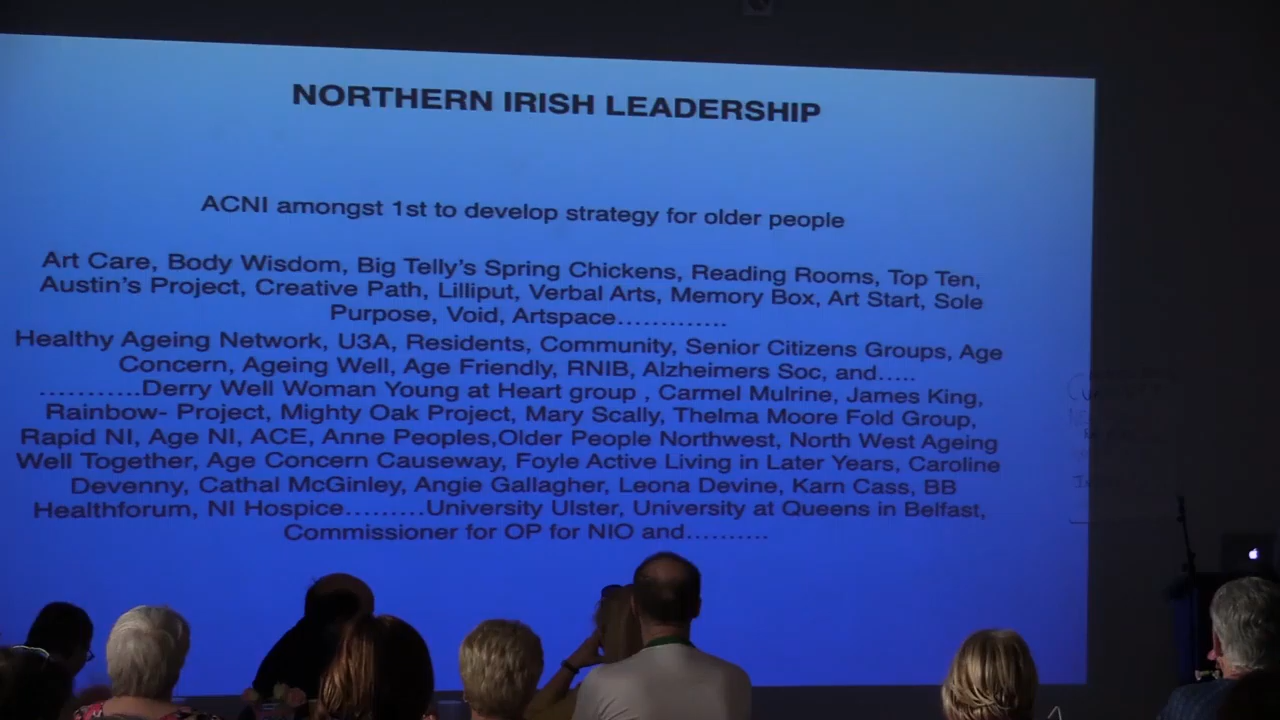 NORTHERN IRISH LEADERSHIP
ACNI amongst 1st to develop strategy for older people
Art Care, Body Wisdom, Big Telly's Spring Chickens, Reading Rooms, Top Ten,
Austin's Project, Creative Path, Lilliput, Verbal Arts, Memory Box, Art Start, Sole
Purpose, Void, Artspace.............
Healthy Ageing Network, U3A, Residents, Community, Senior Citizens Groups, Age
Concern, Ageing Well, Age Friendly, RNIB, Alzheimers Soc, and.....
...........Derry Well Woman Young at Heart group , Carmel Mulrine, James King,
Rainbow- Project, Mighty Oak Project, Mary Scally, Thelma Moore Fold Group,
Rapid NI, Age NI, ACE, Anne Peoples,Older People Northwest, North West Ageing
Well Together, Age Concern Causeway, Foyle Active Living in Later Years, Caroline
Devenny, Cathal McGinley, Angie Gallagher, Leona Devine, Karn Cass, BB
Healthforum, NI Hospice.........University Ulster, University at Queens in Belfast,
Commissioner for OP for NIO and..........